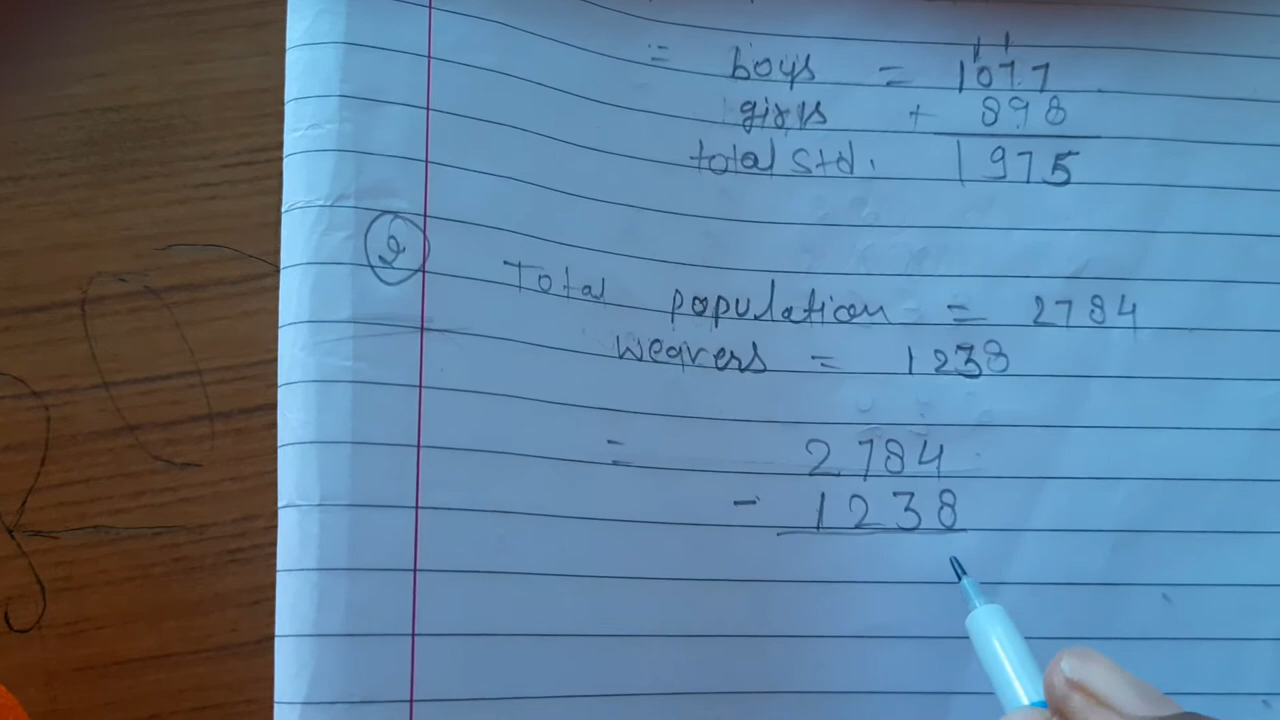 = boys = 1077
girls + 898
total std. 1975
2 Total population = 2784
weavers = 1238
= 2784
- 1238